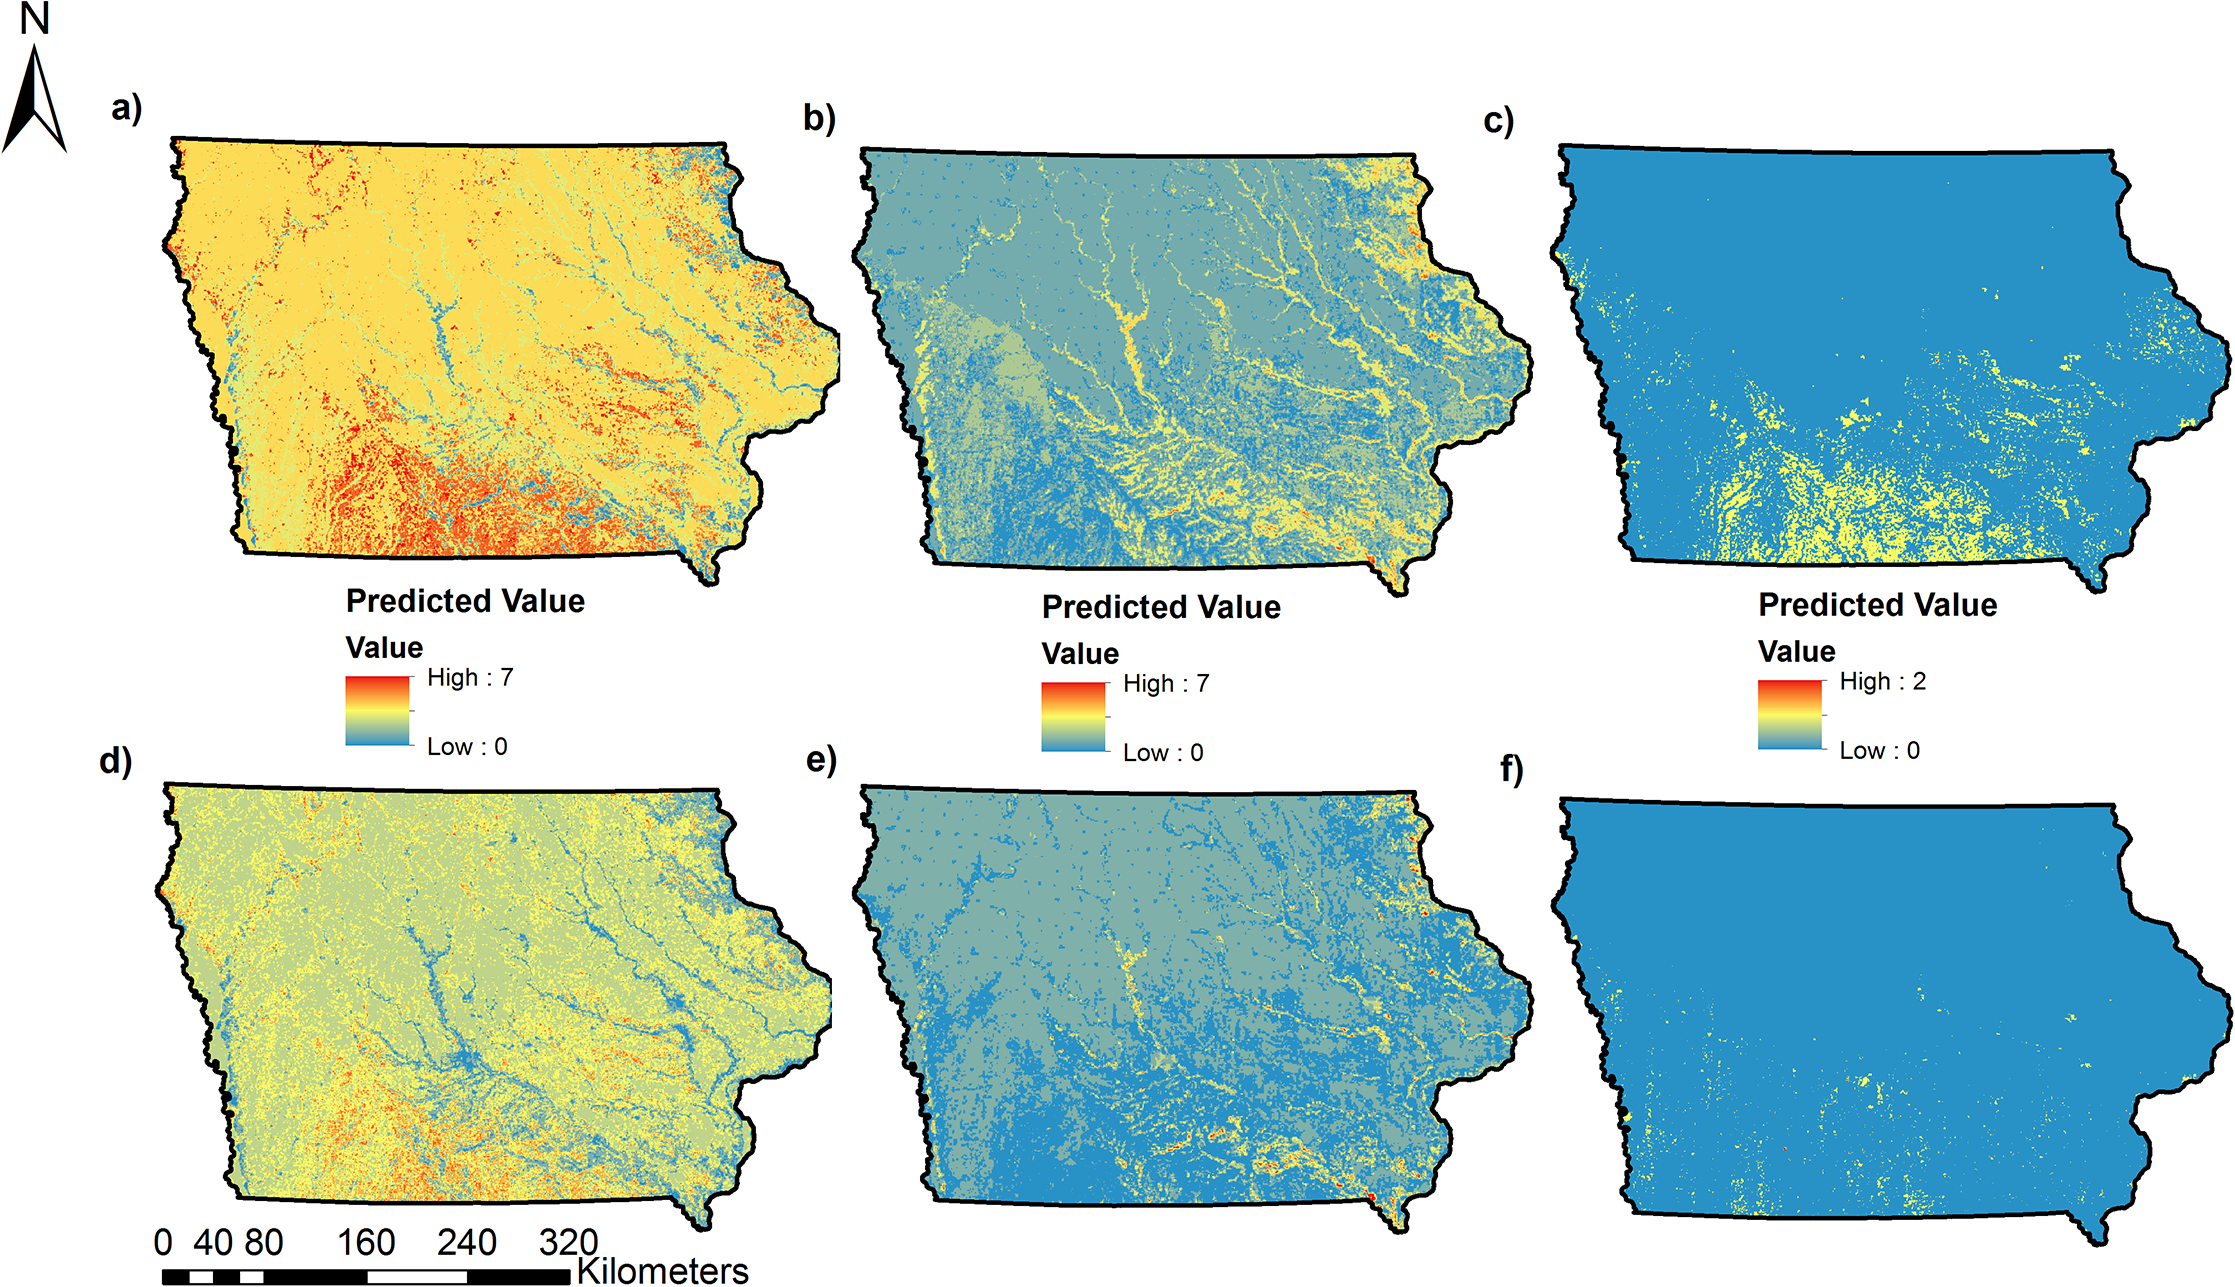 N
a)
b)
c)
Predicted Value
Value
High : 7
Low : 0
Predicted Value
Value
High : 7
Low : 0
Predicted Value
Value
High : 2
Low : 0
d)
e)
f)
0 40 80 160 240 320
Kilometers